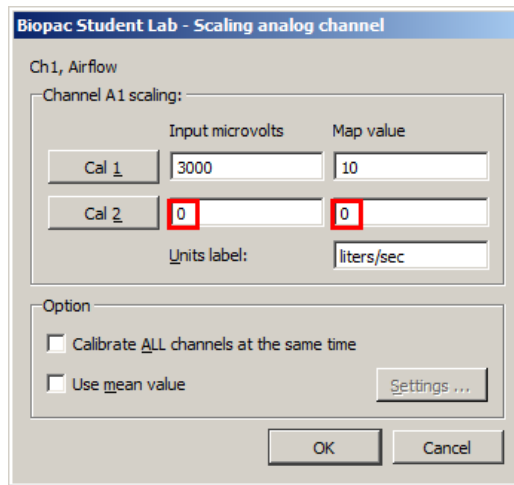 Biopac Student Lab - Scaling analog channel
Ch1, Airflow
Channel A1 scaling:
Input microvolts Map value
Cal 1 3000 10
Cal 2 0 0
Units label: liters/sec
Option
Calibrate ALL channels at the same time
Use mean value Settings ...
OK Cancel